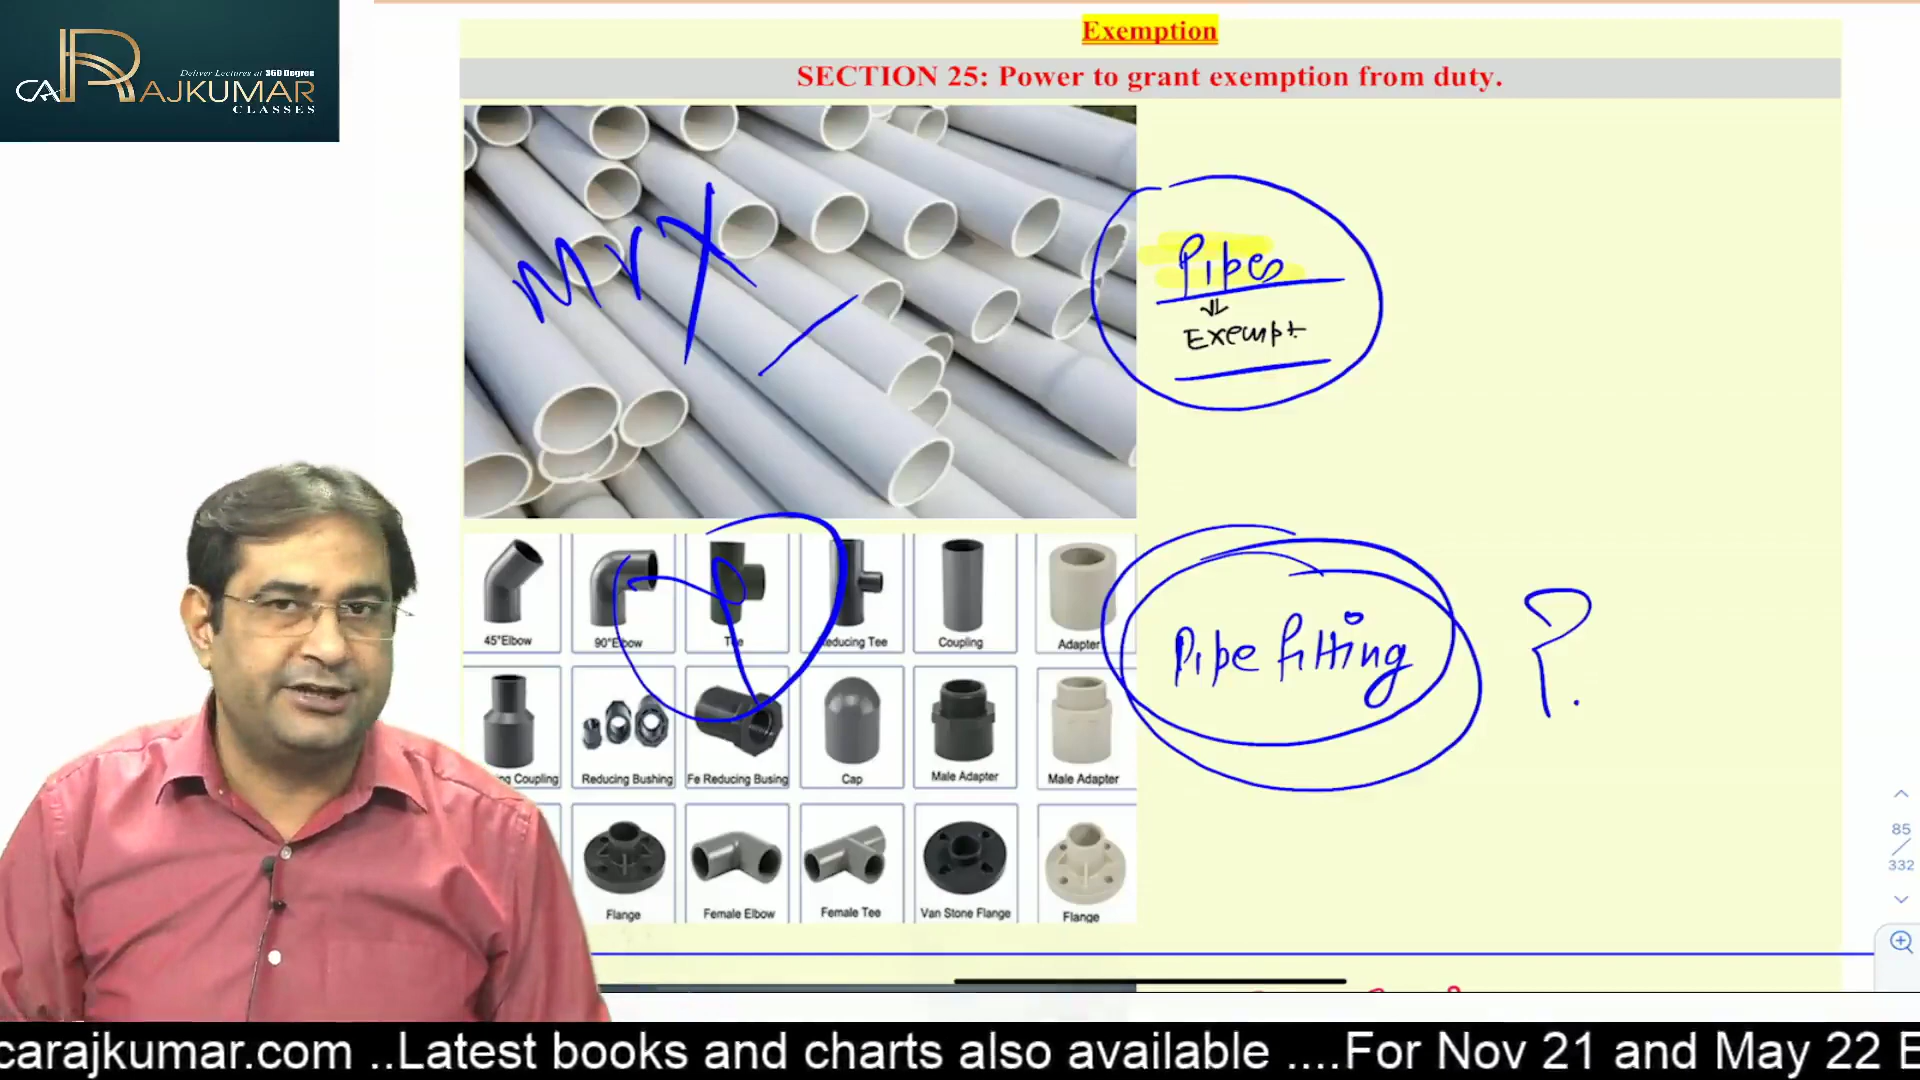 Deliver Lectures at 360 Degree
CA RAJKUMAR
CLASSES
Exemption
SECTION 25: Power to grant exemption from duty.
Mr X
Pipes
Exempt
45°Elbow
90°Elbow
Tee
Reducing Tee
Coupling
Adapter
Pipe fitting ?
ng Coupling
Reducing Bushing
Fe Reducing Busing
Cap
Male Adapter
Male Adapter
Flange
Female Elbow
Female Tee
Van Stone Flange
Flange
85
/
332
carajkumar.com ..Latest books and charts also available ....For Nov 21 and May 22 E